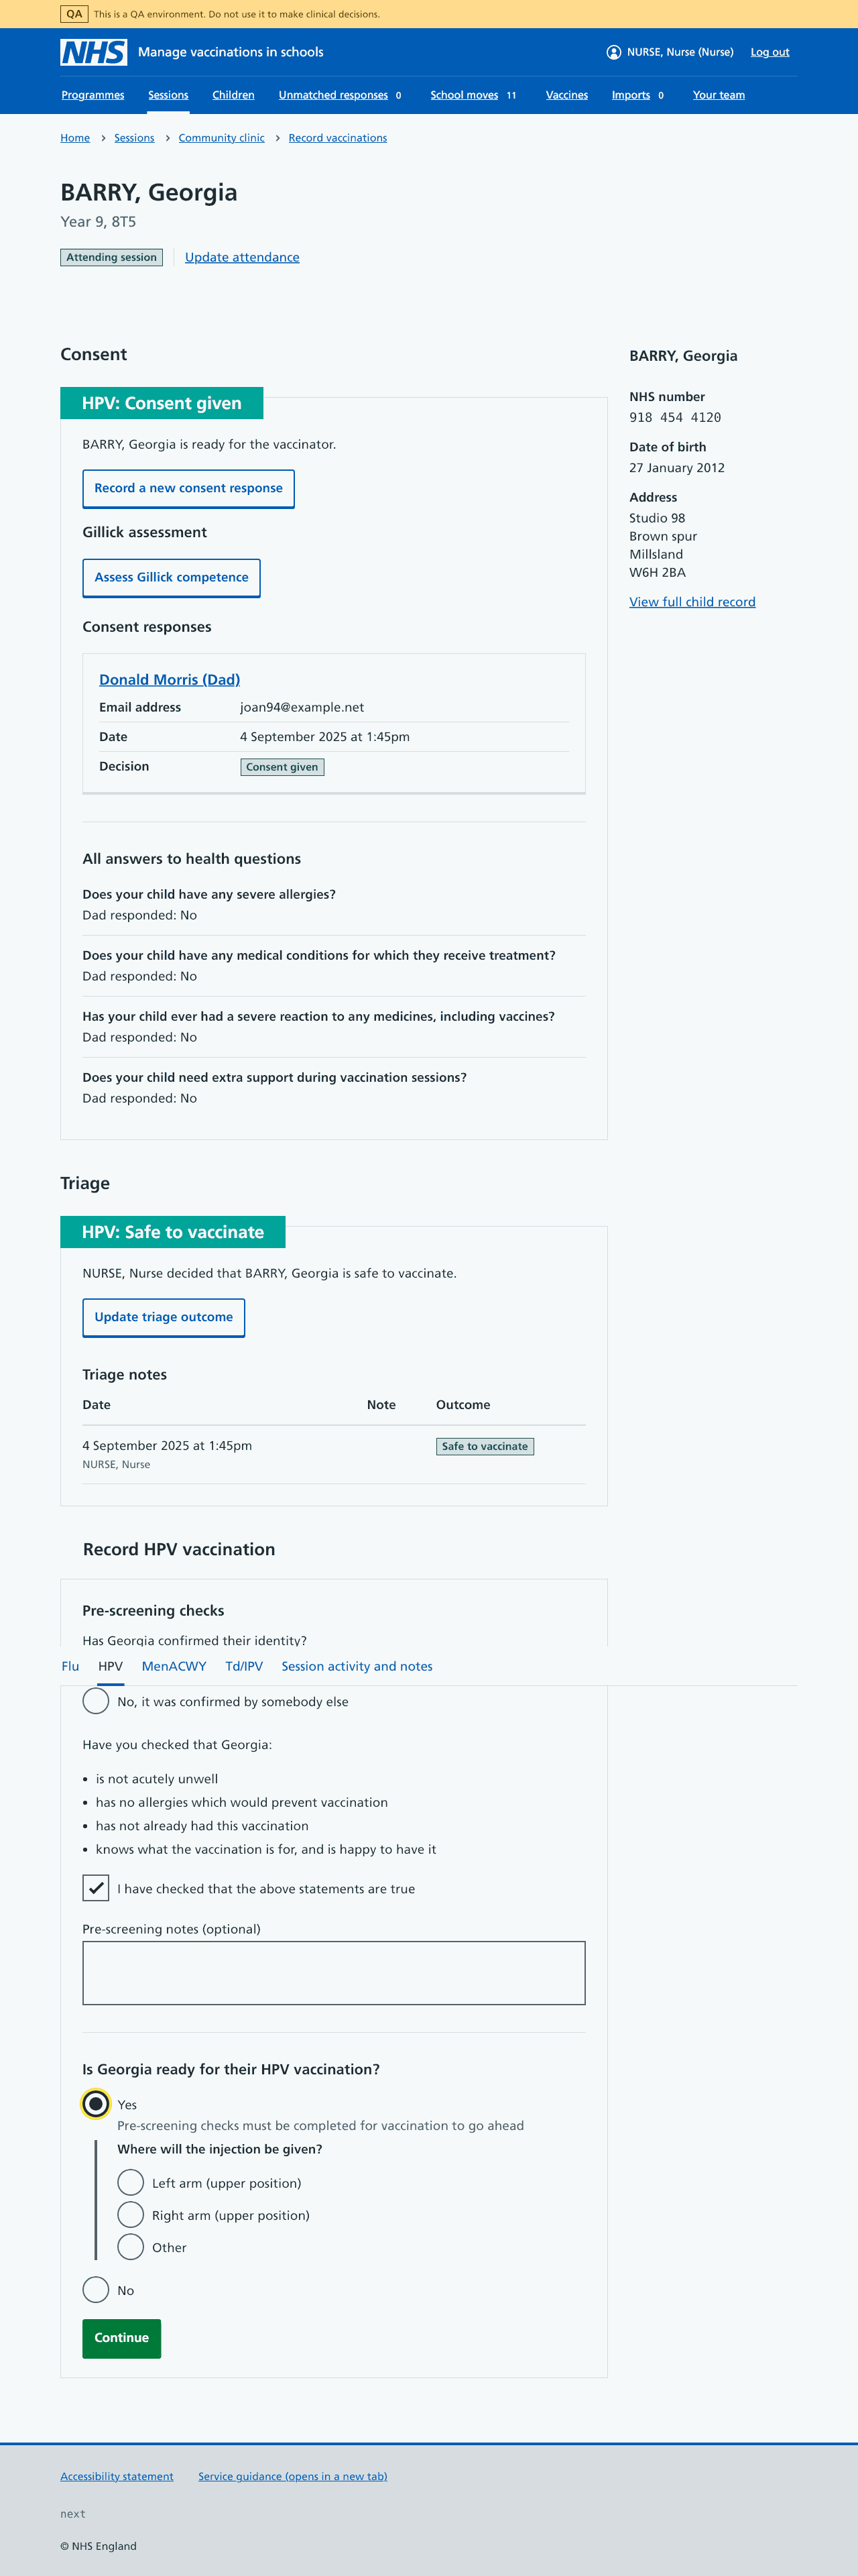 QA This is a QA environment. Do not use it to make clinical decisions.
NHS Manage vaccinations in schools NURSE, Nurse (Nurse) Log out
Programmes Sessions Children Unmatched responses 0 School moves 11 Vaccines Imports 0 Your team
Home Sessions Community clinic Record vaccinations
BARRY, Georgia
Year 9, 8T5
Attending session Update attendance
Consent
HPV: Consent given
BARRY, Georgia is ready for the vaccinator.
Record a new consent response
Gillick assessment
Assess Gillick competence
Consent responses
Donald Morris (Dad)
Email address joan94@example.net
Date 4 September 2025 at 1:45pm
Decision Consent given
All answers to health questions
Does your child have any severe allergies?
Dad responded: No
Does your child have any medical conditions for which they receive treatment?
Dad responded: No
Has your child ever had a severe reaction to any medicines, including vaccines?
Dad responded: No
Does your child need extra support during vaccination sessions?
Dad responded: No
BARRY, Georgia
NHS number
918 454 4120
Date of birth
27 January 2012
Address
Studio 98
Brown spur
Millsland
W6H 2BA
View full child record
Triage
HPV: Safe to vaccinate
NURSE, Nurse decided that BARRY, Georgia is safe to vaccinate.
Update triage outcome
Triage notes
Date Note Outcome
4 September 2025 at 1:45pm Safe to vaccinate
NURSE, Nurse
Record HPV vaccination
Pre-screening checks
Has Georgia confirmed their identity?
Flu HPV MenACWY Td/IPV Session activity and notes
No, it was confirmed by somebody else
Have you checked that Georgia:
• is not acutely unwell
• has no allergies which would prevent vaccination
• has not already had this vaccination
• knows what the vaccination is for, and is happy to have it
I have checked that the above statements are true
Pre-screening notes (optional)
Is Georgia ready for their HPV vaccination?
Yes
Pre-screening checks must be completed for vaccination to go ahead
Where will the injection be given?
Left arm (upper position)
Right arm (upper position)
Other
No
Continue
Accessibility statement Service guidance (opens in a new tab)
next
© NHS England